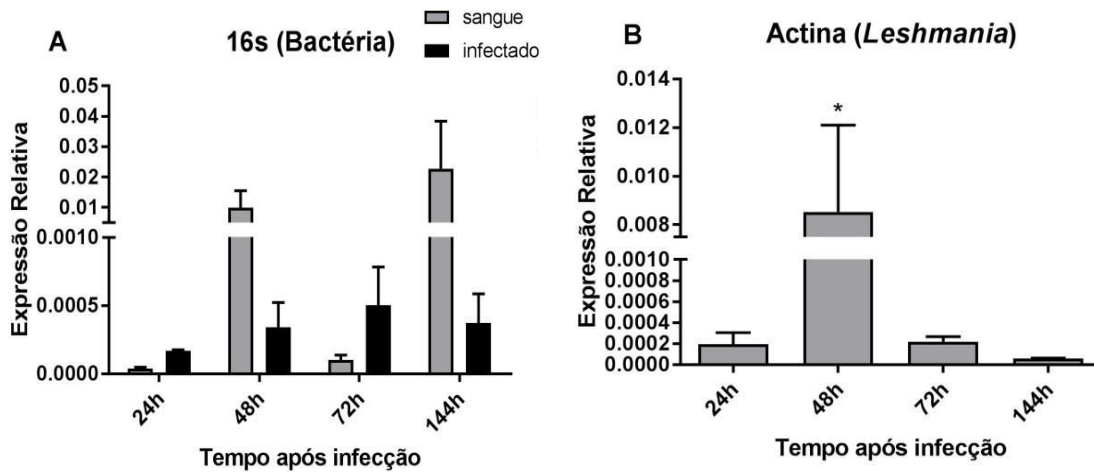 A
16s (Bactéria)
sangue
infectado
Expressão Relativa
0.05
0.04
0.03
0.02
0.01
0.0010
0.0005
0.0000
24h
48h
72h
144h
Tempo após infecção
B
Actina (Leshmania)
Expressão Relativa
0.014
0.012
0.010
0.008
0.0010
0.0008
0.0006
0.0004
0.0002
0.0000
*
24h
48h
72h
144h
Tempo após infecção